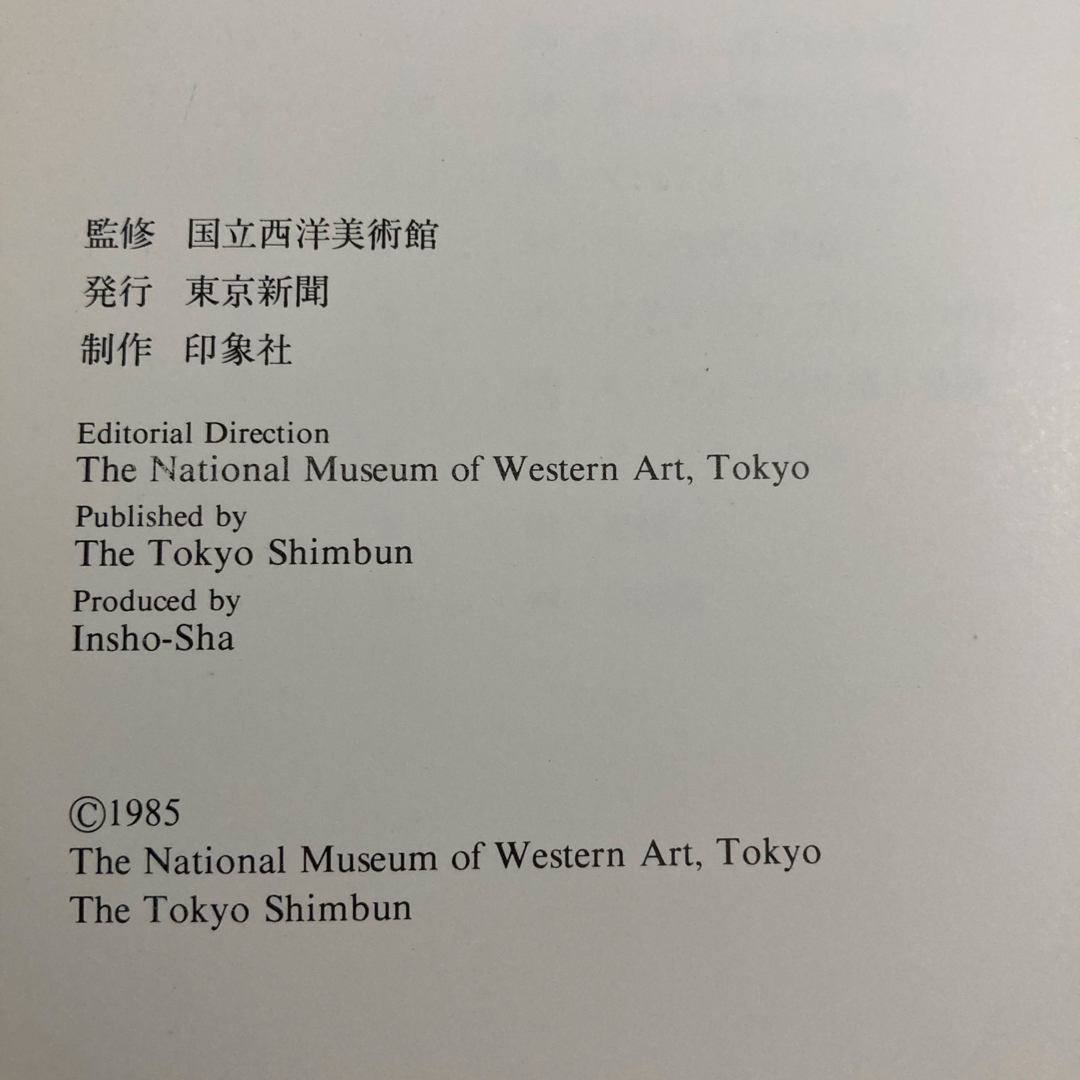 監修 国立西洋美術館
発行 東京新聞
制作 印象社
Editorial Direction
The National Museum of Western Art, Tokyo
Published by
The Tokyo Shimbun
Produced by
Insho-Sha
©1985
The National Museum of Western Art, Tokyo
The Tokyo Shimbun